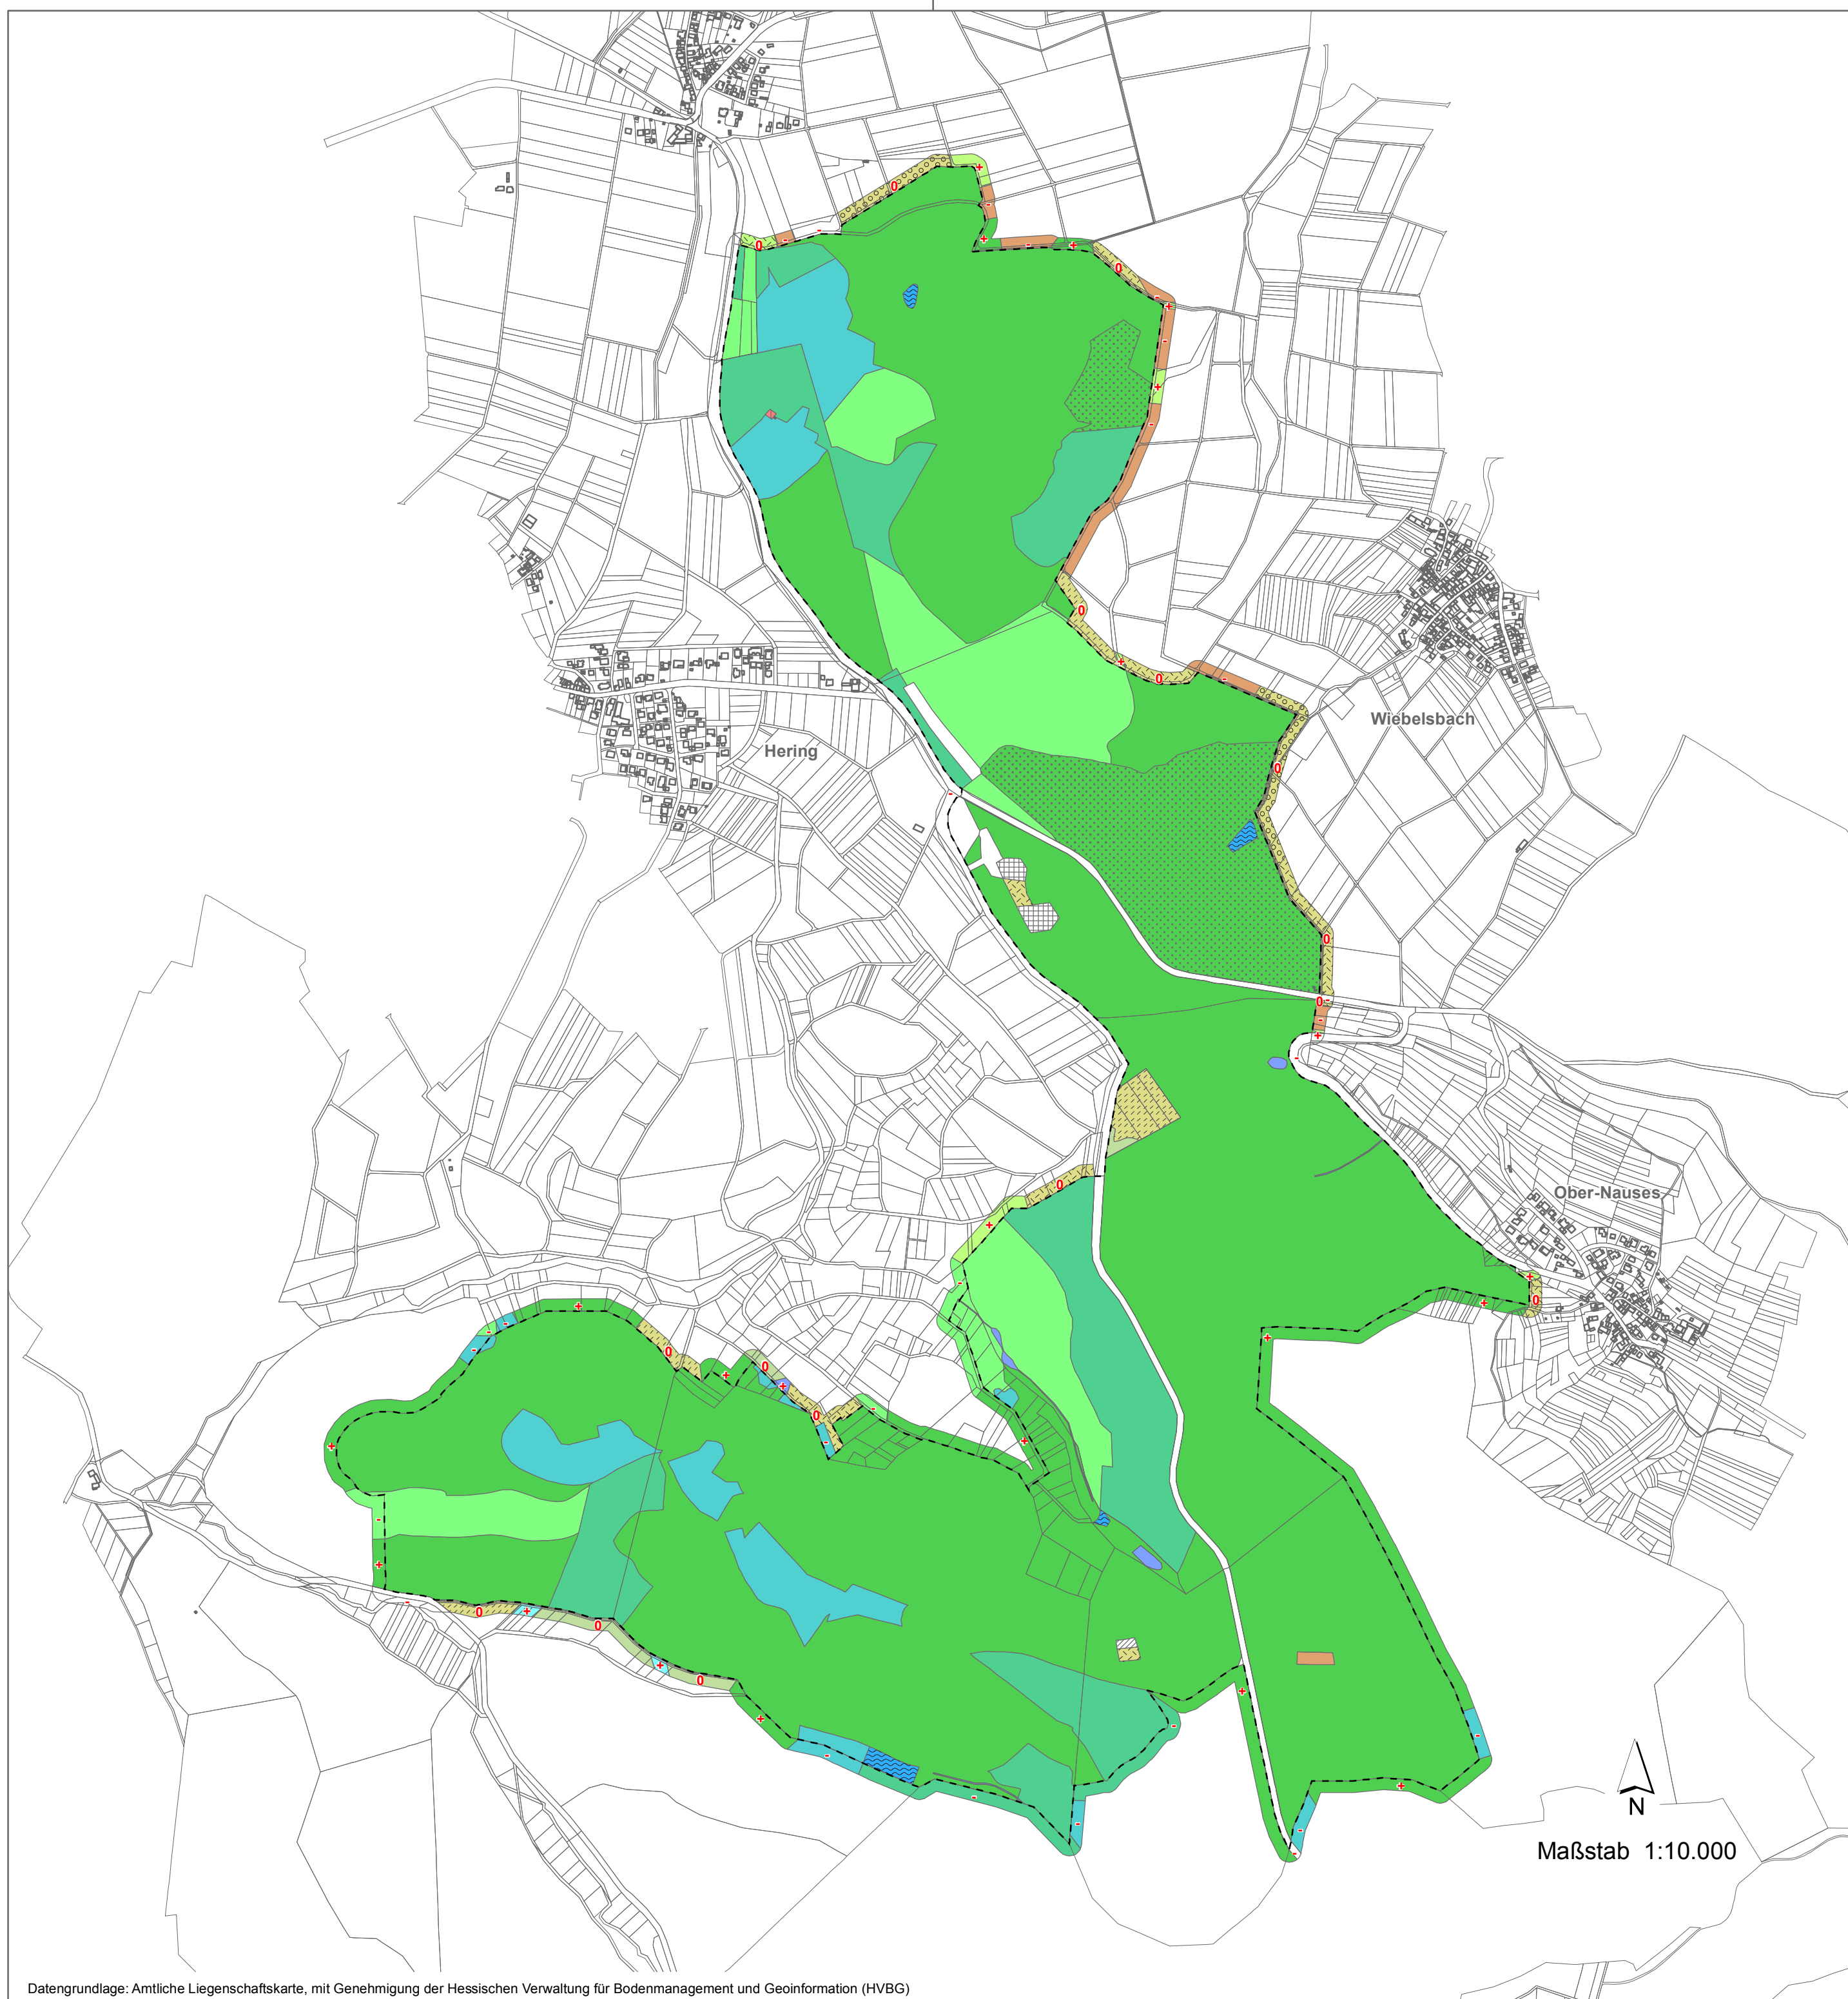 Wiebelsbach
Hering
Ober-Nauses
N
Maßstab 1:10.000
Datengrundlage: Amtliche Liegenschaftskarte, mit Genehmigung der Hessischen Verwaltung für Bodenmanagement und Geoinformation (HVBG)